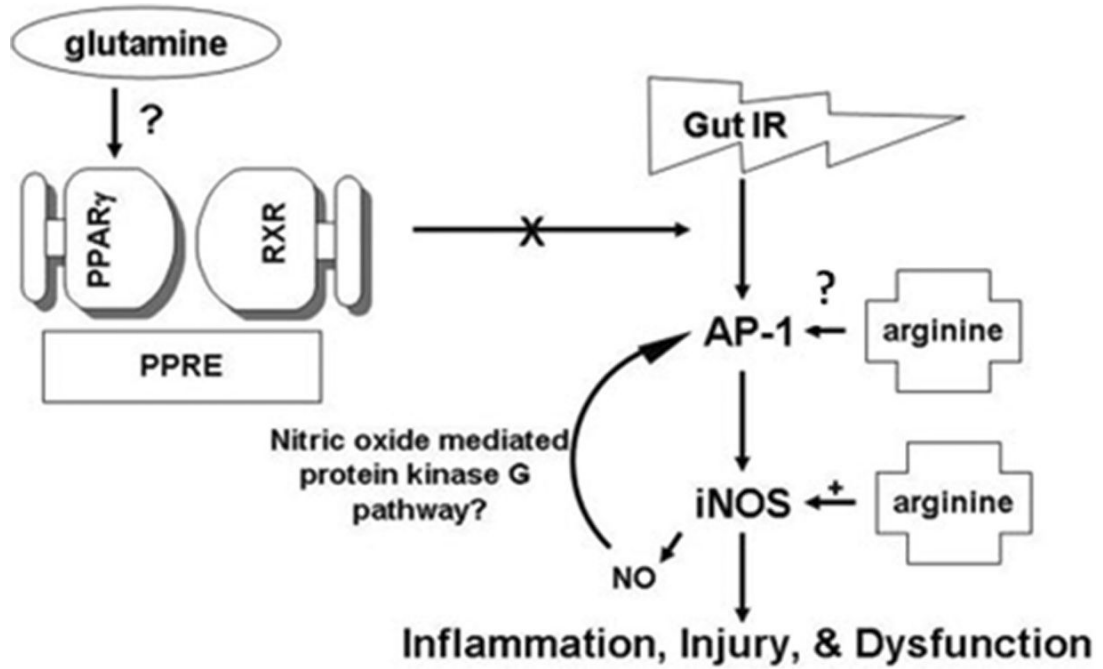 glutamine
?
PPARγ
RXR
PPRE
X
Gut IR
?
AP-1
arginine
Nitric oxide mediated
protein kinase G
pathway?
iNOS
+
arginine
NO
Inflammation, Injury, & Dysfunction